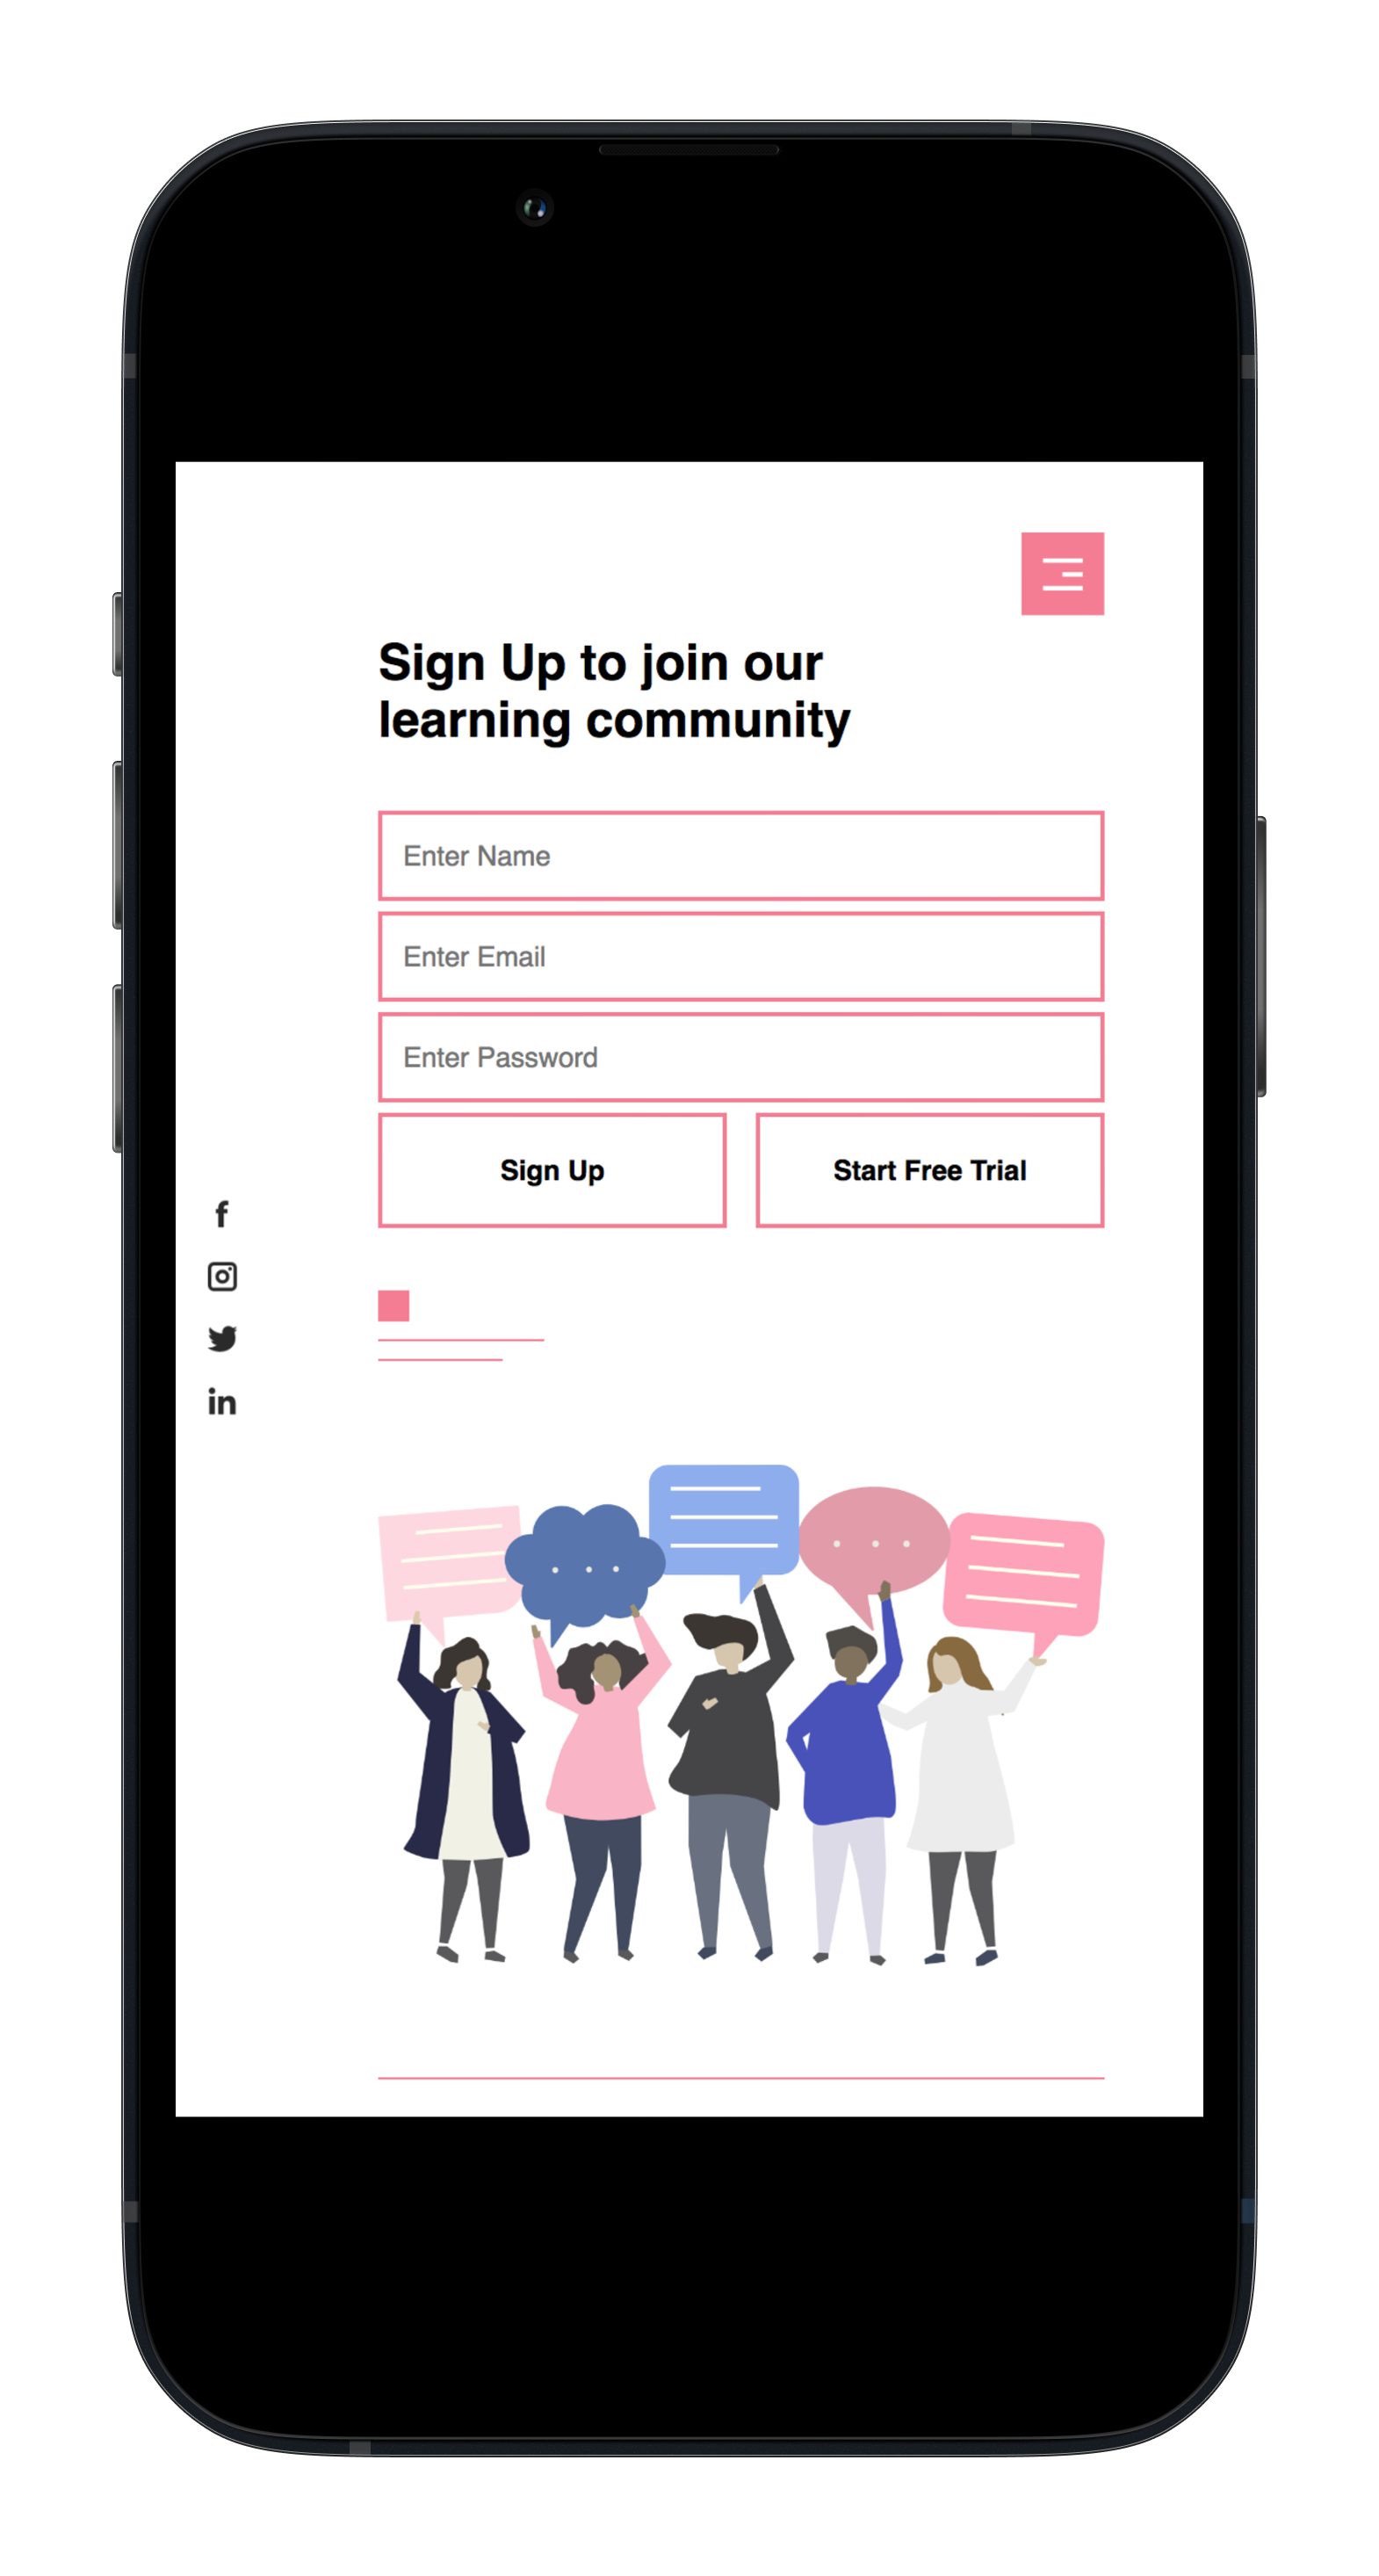 Sign Up to join our
learning community
Enter Name
Enter Email
Enter Password
Sign Up
Start Free Trial
f
in